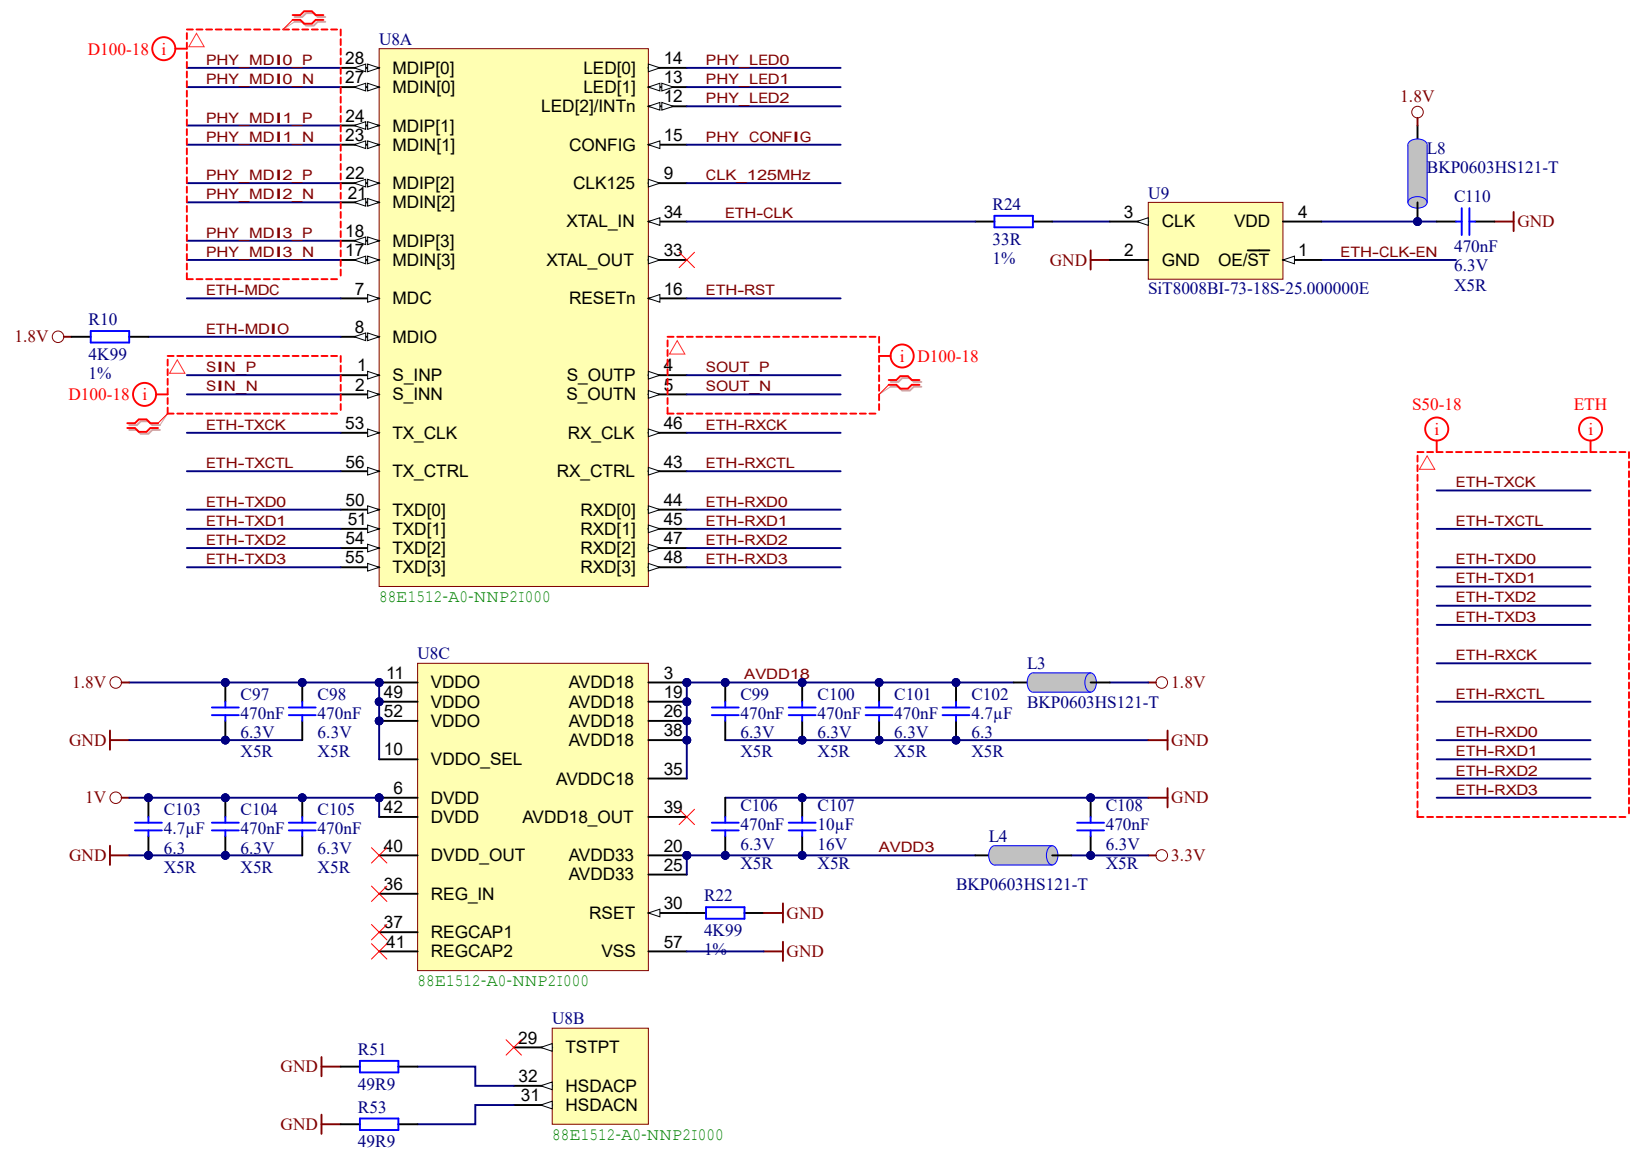 D100-18
U8A
PHY_MDI0_P 28 MDIP[0] LED[0] 14 PHY_LED0
PHY_MDI0_N 27 MDIN[0] LED[1] 13 PHY_LED1
LED[2]/INTn 12 PHY_LED2
PHY_MDI1_P 24 MDIP[1]
PHY_MDI1_N 23 MDIN[1] CONFIG 15 PHY_CONFIG
PHY_MDI2_P 22 MDIP[2] CLK125 9 CLK_125MHz
PHY_MDI2_N 21 MDIN[2]
XTAL_IN 34 ETH-CLK
PHY_MDI3_P 18 MDIP[3]
PHY_MDI3_N 17 MDIN[3] XTAL_OUT 33
ETH-MDC 7 MDC RESETn 16 ETH-RST
1.8V R10 ETH-MDIO 8 MDIO
4K99
1%
SIN_P 1 S_INP S_OUTP 4 SOUT_P
SIN_N 2 S_INN S_OUTN 5 SOUT_N
D100-18
D100-18
ETH-TXCK 53 TX_CLK RX_CLK 46 ETH-RXCK
ETH-TXCTL 56 TX_CTRL RX_CTRL 43 ETH-RXCTL
ETH-TXD0 50 TXD[0] RXD[0] 44 ETH-RXD0
ETH-TXD1 51 TXD[1] RXD[1] 45 ETH-RXD1
ETH-TXD2 54 TXD[2] RXD[2] 47 ETH-RXD2
ETH-TXD3 55 TXD[3] RXD[3] 48 ETH-RXD3
88E1512-A0-NNP2I000
1.8V
L8
BKP0603HS121-T
U9
R24
33R
1%
3 CLK VDD 4
GND 2 GND OE/ST 1 ETH-CLK-EN
SiT8008BI-73-18S-25.000000E
C110
GND
470nF
6.3V
X5R
S50-18 ETH
i i
ETH-TXCK
ETH-TXCTL
ETH-TXD0
ETH-TXD1
ETH-TXD2
ETH-TXD3
ETH-RXCK
ETH-RXCTL
ETH-RXD0
ETH-RXD1
ETH-RXD2
ETH-RXD3
U8C
1.8V
GND
C97
470nF
6.3V
X5R
C98
470nF
6.3V
X5R
11 VDDO AVDD18 3
49 VDDO AVDD18 19
52 VDDO AVDD18 26
AVDD18 38
10 VDDO_SEL
AVDDC18 35
6 DVDD
42 DVDD AVDD18_OUT 39
40 DVDD_OUT AVDD33 20
AVDD33 25
36 REG_IN
RSET 30
37 REGCAP1
41 REGCAP2 VSS 57
88E1512-A0-NNP2I000
AVDD18
C99
470nF
6.3V
X5R
C100
470nF
6.3V
X5R
C101
470nF
6.3V
X5R
C102
4.7µF
6.3
X5R
L3
BKP0603HS121-T
1.8V
GND
1V
GND
C103
4.7µF
6.3
X5R
C104
470nF
6.3V
X5R
C105
470nF
6.3V
X5R
GND
C106
470nF
6.3V
X5R
C107
10µF
16V
X5R
AVDD3
L4
BKP0603HS121-T
C108
470nF
6.3V
X5R
3.3V
R22
4K99
1%
GND
GND
U8B
29 TSTPT
GND R51 32 HSDACP
49R9
GND R53 31 HSDACN
49R9
88E1512-A0-NNP2I000